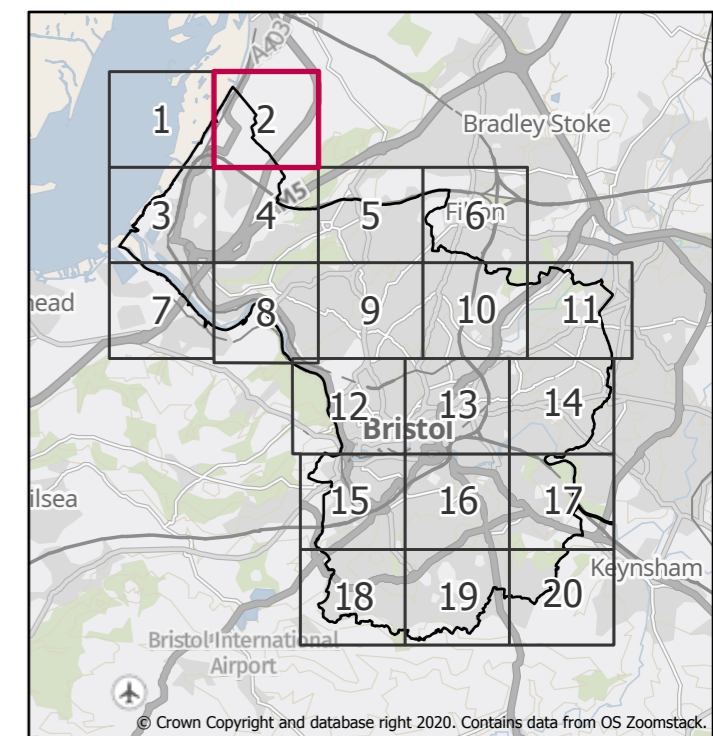 A403
1
2
Bradley Stoke
M5
3
4
5
Filton
6
head
7
8
9
10
11
12
13
14
Bristol
ilsea
15
16
17
Keynsham
18
19
20
Bristol International
Airport
© Crown Copyright and database right 2020. Contains data from OS Zoomstack.